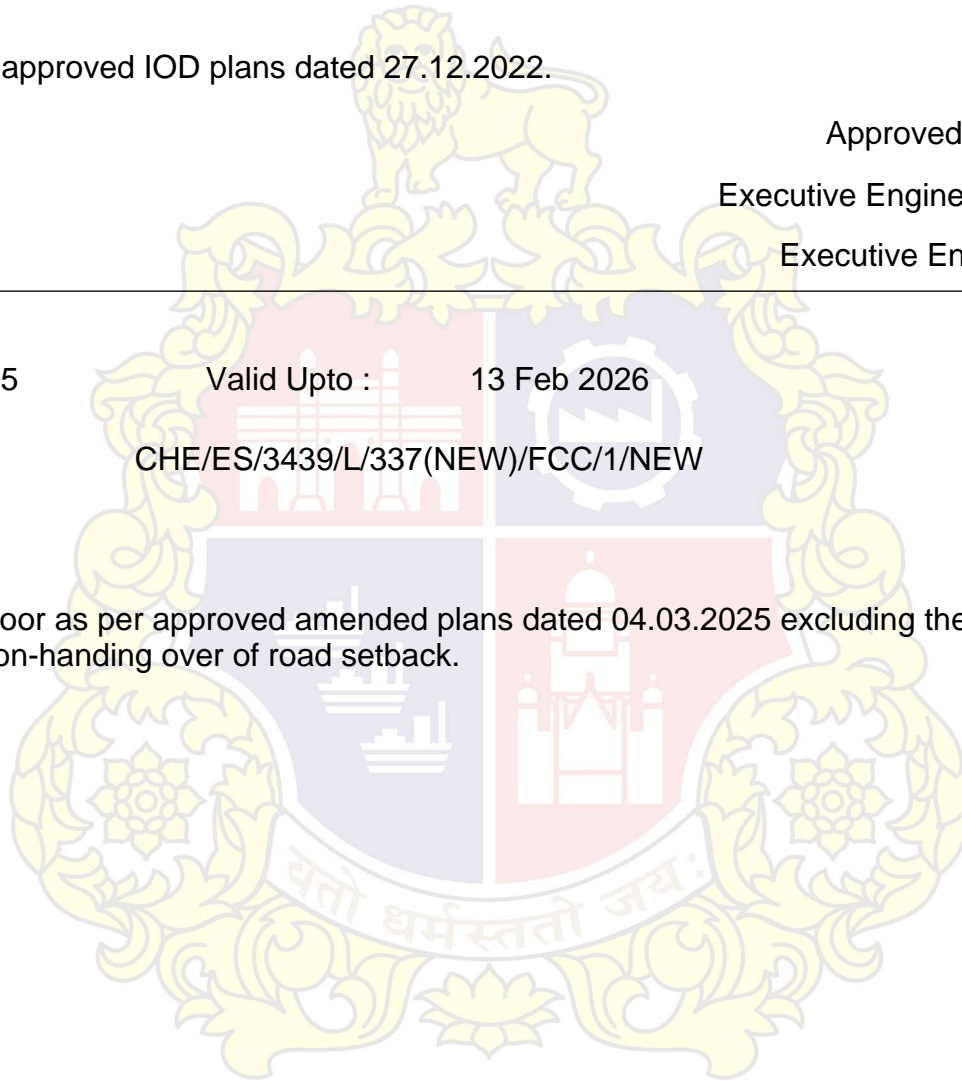 approved IOD plans dated 27.12.2022.
Approved
Executive Engine
Executive En
5 Valid Upto : 13 Feb 2026
CHE/ES/3439/L/337(NEW)/FCC/1/NEW
oor as per approved amended plans dated 04.03.2025 excluding the
on-handing over of road setback.
यतो धर्मस्ततो जय: